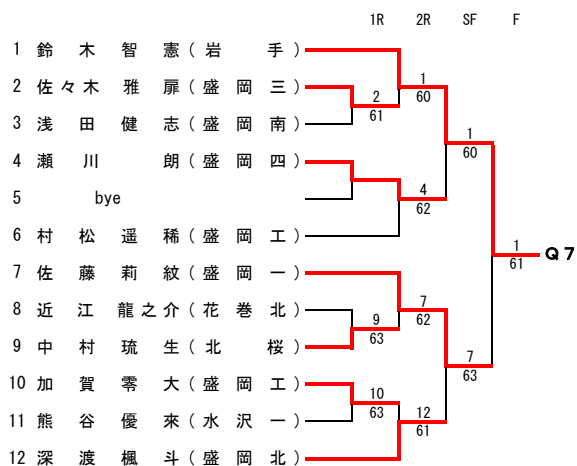 1R 2R SF F
1 鈴木智憲(岩手)
2 佐々木雅扉(盛岡三)
3 浅田健志(盛岡南)
4 瀬川朗(盛岡四)
5 bye
6 村松遥稀(盛岡工)
7 佐藤莉紋(盛岡一)
8 近江龍之介(花巻北)
9 中村琉生(北桜)
10 加賀零大(盛岡工)
11 熊谷優來(水沢一)
12 深渡楓斗(盛岡北)
2
61
9
63
10
63
1
60
4
62
7
62
12
61
1
60
7
63
1
61
Q7